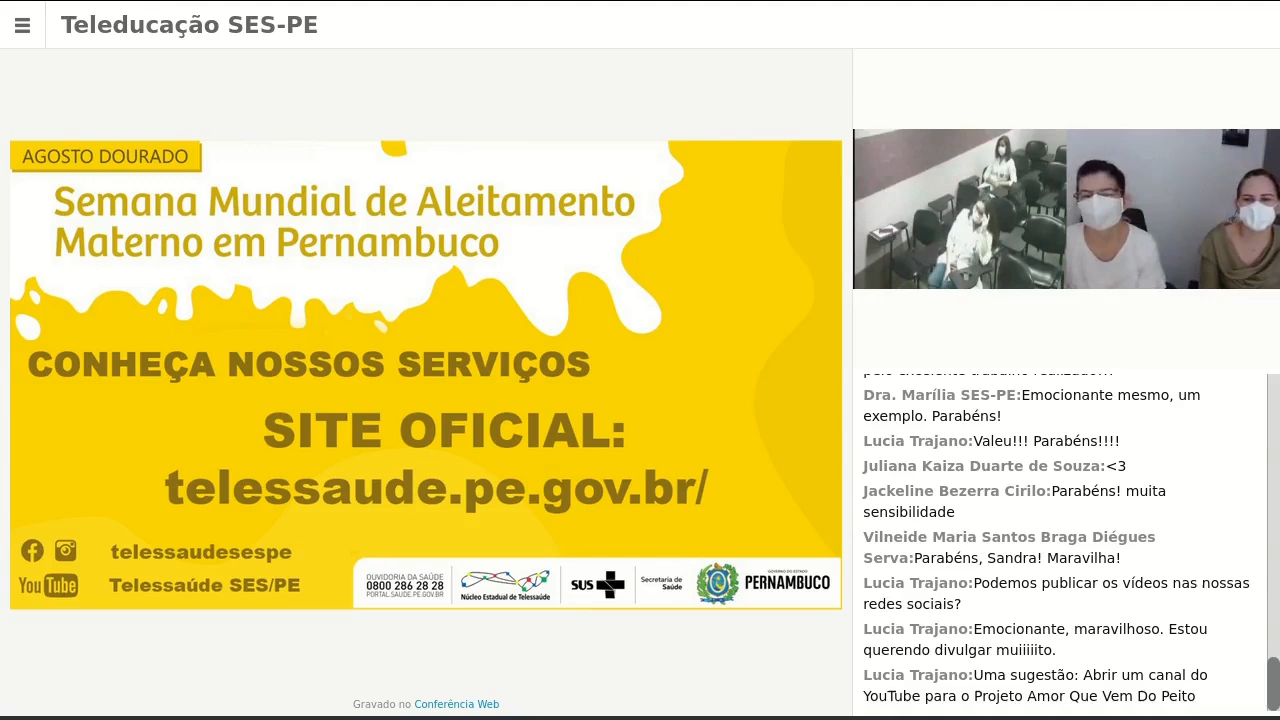 Teleducação SES-PE
AGOSTO DOURADO
Semana Mundial de Aleitamento
Materno em Pernambuco
CONHEÇA NOSSOS SERVIÇOS
SITE OFICIAL:
telessaude.pe.gov.br/
telessaudesespe
YouTube
Telessaúde SES/PE
OUVIDORIA DA SAÚDE
0800 286 28 28
PORTAL.SAUDE.PE.GOV.BR
Núcleo Estadual de Telessaúde
SUS
Secretaria de
Saúde
GOVERNO DO ESTADO
PERNAMBUCO
Gravado no Conferência Web
Dra. Marília SES-PE:Emocionante mesmo, um
exemplo. Parabéns!
Lucia Trajano:Valeu!!! Parabéns!!!!
Juliana Kaiza Duarte de Souza:<3
Jackeline Bezerra Cirilo:Parabéns! muita
sensibilidade
Vilneide Maria Santos Braga Diégues
Serva:Parabéns, Sandra! Maravilha!
Lucia Trajano:Podemos publicar os vídeos nas nossas
redes sociais?
Lucia Trajano:Emocionante, maravilhoso. Estou
querendo divulgar muiiiiito.
Lucia Trajano:Uma sugestão: Abrir um canal do
YouTube para o Projeto Amor Que Vem Do Peito